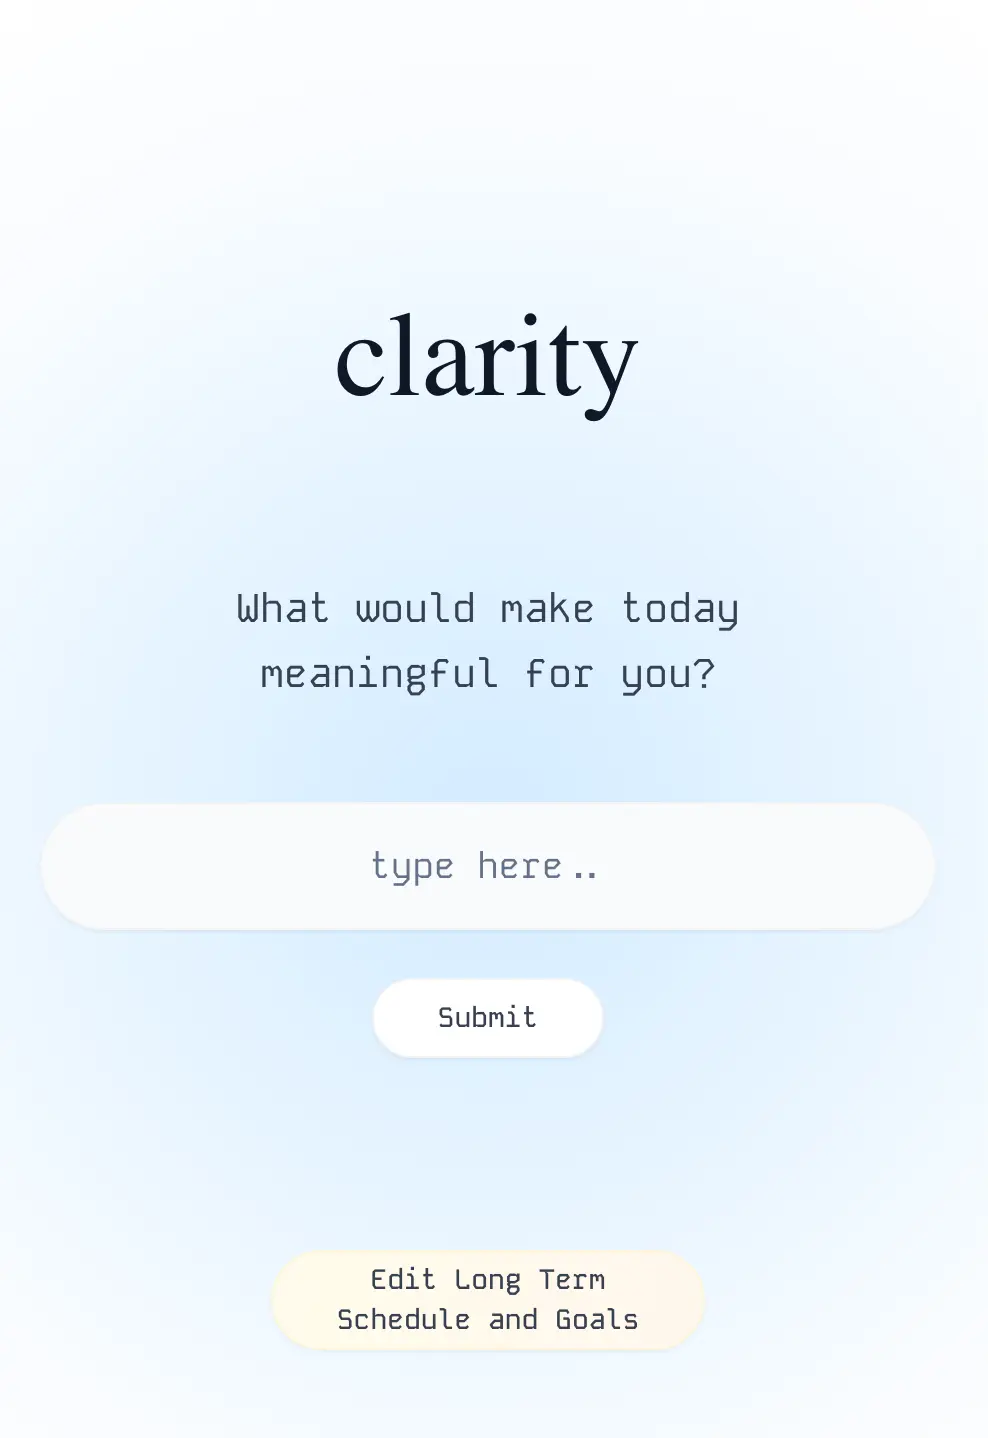 clarity
What would make today
meaningful for you?
type here..
Submit
Edit Long Term
Schedule and Goals